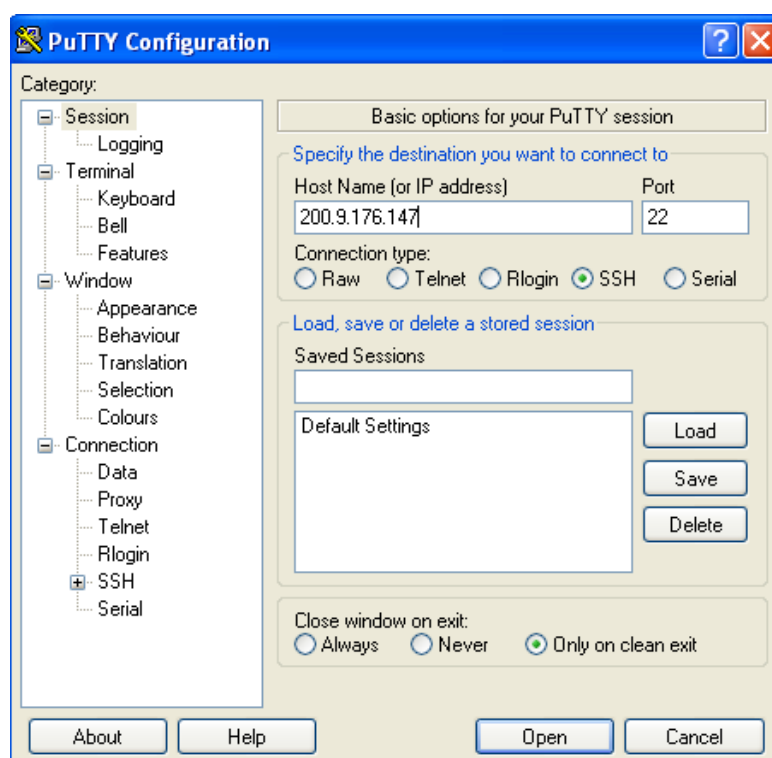 PuTTY Configuration
Category:
Session
Logging
Terminal
Keyboard
Bell
Features
Window
Appearance
Behaviour
Translation
Selection
Colours
Connection
Data
Proxy
Telnet
Rlogin
SSH
Serial
Basic options for your PuTTY session
Specify the destination you want to connect to
Host Name (or IP address) Port
200.9.176.147 22
Connection type:
Raw Telnet Rlogin SSH Serial
Load, save or delete a stored session
Saved Sessions
Default Settings
Load
Save
Delete
Close window on exit:
Always Never Only on clean exit
About Help Open Cancel